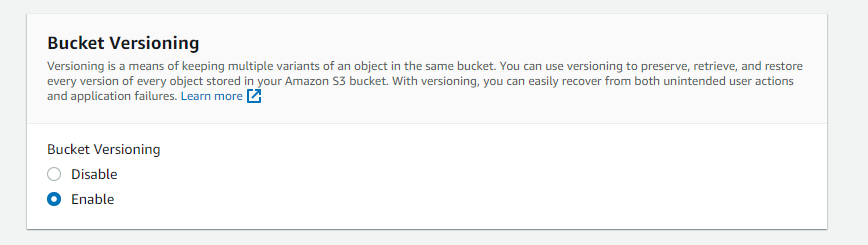 Bucket Versioning
Versioning is a means of keeping multiple variants of an object in the same bucket. You can use versioning to preserve, retrieve, and restore
every version of every object stored in your Amazon S3 bucket. With versioning, you can easily recover from both unintended user actions
and application failures. Learn more
Bucket Versioning
Disable
Enable